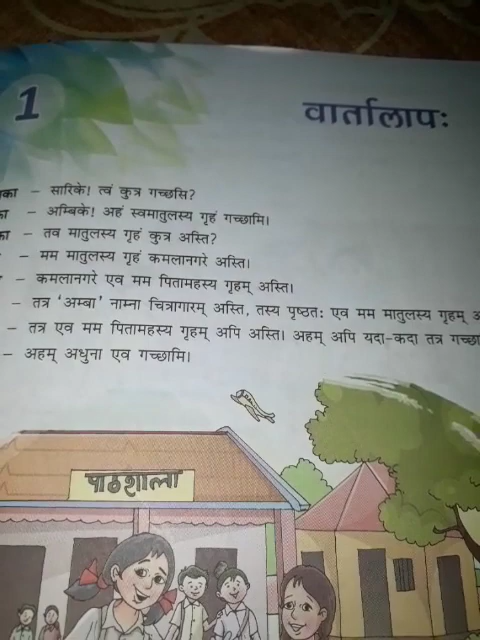 1
वार्तालापः
– सारिके! त्वं कुत्र गच्छसि?
– अम्बिके! अहं स्वमातुलस्य गृहं गच्छामि।
– तव मातुलस्य गृहं कुत्र अस्ति?
– मम मातुलस्य गृहं कमलानगरे अस्ति।
– कमलानगरे एव मम पितामहस्य गृहम् अस्ति।
– तत्र ‘अम्बा’ नाम्ना चित्रागारम् अस्ति, तस्य पृष्ठतः एव मम मातुलस्य गृहम्
– तत्र एव मम पितामहस्य गृहम् अपि अस्ति। अहम् अपि यदा-कदा तत्र
– अहम् अधुना एव गच्छामि।
पाठशाला